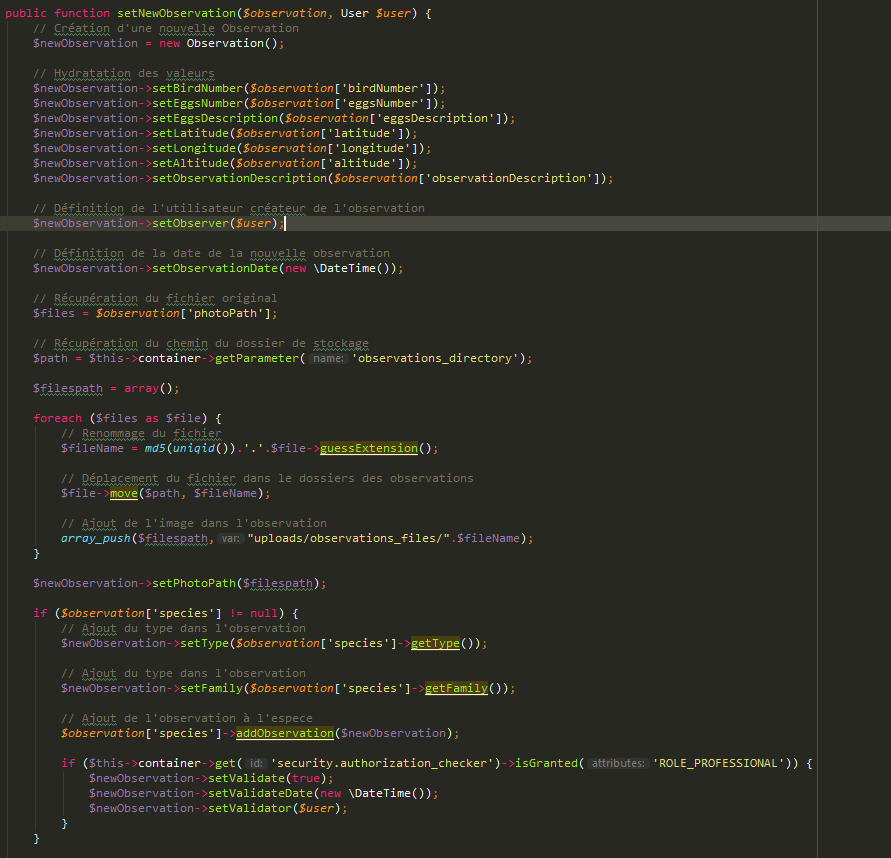 public function setNewObservation($observation, User $user) {
// Création d'une nouvelle Observation
$newObservation = new Observation();
// Hydratation des valeurs
$newObservation->setBirdNumber($observation['birdNumber']);
$newObservation->setEggsNumber($observation['eggsNumber']);
$newObservation->setEggsDescription($observation['eggsDescription']);
$newObservation->setLatitude($observation['latitude']);
$newObservation->setLongitude($observation['longitude']);
$newObservation->setAltitude($observation['altitude']);
$newObservation->setObservationDescription($observation['observationDescription']);
// Définition de l'utilisateur créateur de l'observation
$newObservation->setObserver($user);
// Définition de la date de la nouvelle observation
$newObservation->setObservationDate(new \DateTime());
// Récupération du fichier original
$files = $observation['photoPath'];
// Récupération du chemin du dossier de stockage
$path = $this->container->getParameter( name: 'observations_directory');
$filespath = array();
foreach ($files as $file) {
// Renommage du fichier
$fileName = md5(uniqid()).'.'.$file->guessExtension();
// Déplacement du fichier dans le dossiers des observations
$file->move($path, $fileName);
// Ajout de l'image dans l'observation
array_push($filespath, var: "uploads/observations_files/".$fileName);
}
$newObservation->setPhotoPath($filespath);
if ($observation['species'] != null) {
// Ajout du type dans l'observation
$newObservation->setType($observation['species']->getType());
// Ajout du type dans l'observation
$newObservation->setFamily($observation['species']->getFamily());
// Ajout de l'observation à l'espece
$observation['species']->addObservation($newObservation);
if ($this->container->get( id: 'security.authorization_checker')->isGranted( attributes: 'ROLE_PROFESSIONAL')) {
$newObservation->setValidate(true);
$newObservation->setValidateDate(new \DateTime());
$newObservation->setValidator($user);
}
}